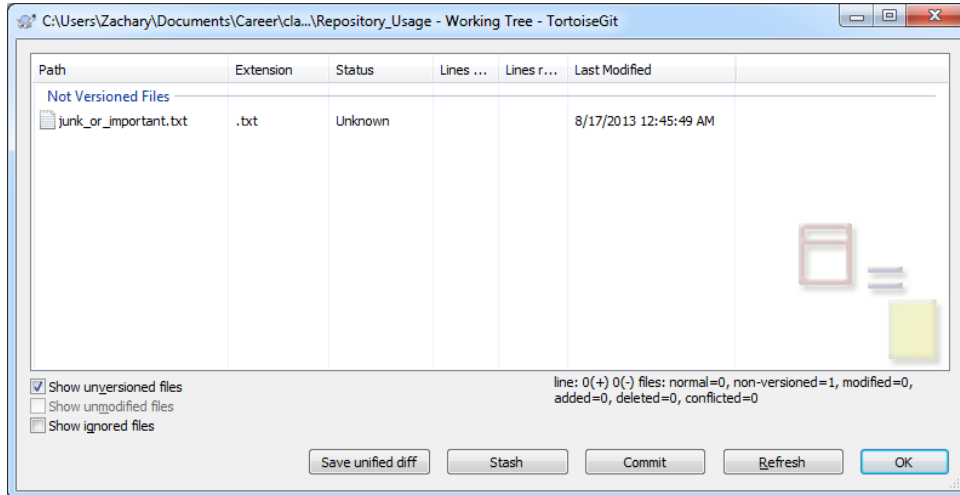 C:\Users\Zachary\Documents\Career\cla...\Repository_Usage - Working Tree - TortoiseGit
Path Extension Status Lines ... Lines r... Last Modified
Not Versioned Files
junk_or_important.txt .txt Unknown 8/17/2013 12:45:49 AM
Show unversioned files
Show unmodified files
Show ignored files
line: 0(+) 0(-) files: normal=0, non-versioned=1, modified=0,
added=0, deleted=0, conflicted=0
Save unified diff Stash Commit Refresh OK